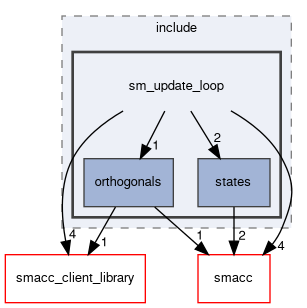 include
sm_update_loop
1
2
orthogonals
states
4
1
1
2
4
smacc_client_library
smacc